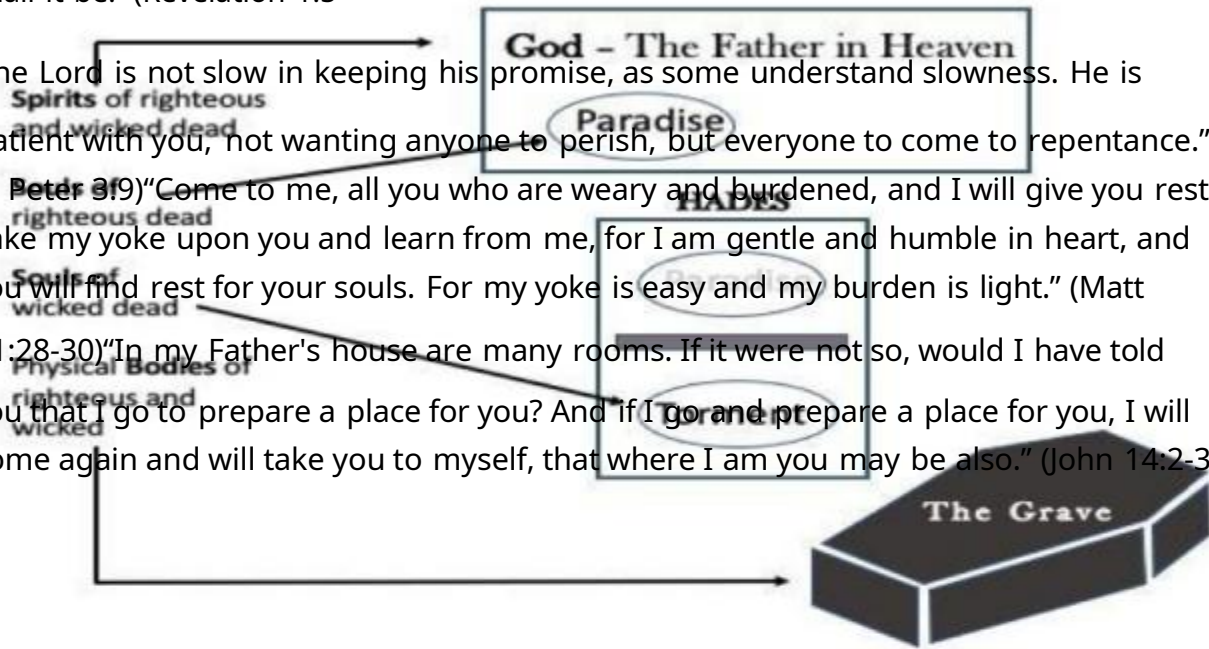 it be.” (Revelation
God – The Father in Heaven
he Lord is not slow in keeping his promise, as some understand slowness. He is
Spirits of righteous
and wicked dead
Paradise
atient with you, not wanting anyone to perish, but everyone to come to repentance.”
Peter 3:9)“Come to me, all you who are weary and burdened, and I will give you rest
Souls of
righteous dead
HADES
ake my yoke upon you and learn from me, for I am gentle and humble in heart, and
Paradise
ou will find rest for your souls. For my yoke is easy and my burden is light.” (Matt
Souls of
wicked dead
1:28-30)“In my Father's house are many rooms. If it were not so, would I have told
Physical Bodies of
righteous and
wicked
ou that I go to prepare a place for you? And if I go and prepare a place for you, I will
Torment
ome again and will take you to myself, that where I am you may be also.” (John 14:2-3
The Grave